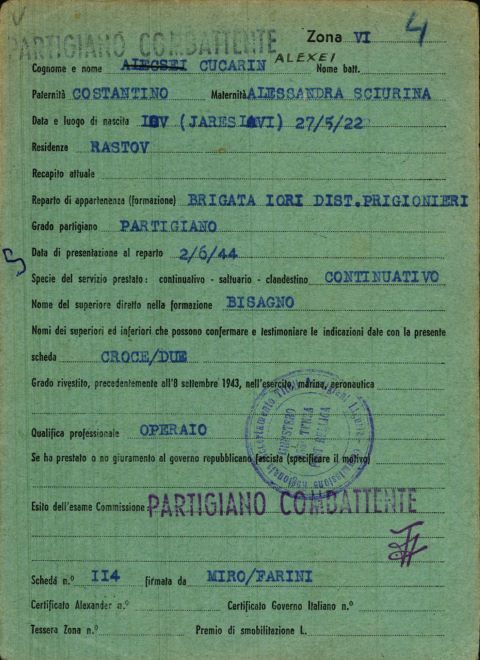 V
4
PARTIGIANO COMBATTENTE Zona VI
ALEXEI
Cognome e nome ALECSEI CUCARIN Nome batt.
Paternità COSTANTINO Maternità ALESSANDRA SCIURINA
Data e luogo di nascita (JARESLAVI) 27/5/22
Residenza RASTOV
Recapito attuale
Reparto di appartenenza (formazione) BRIGATA IORI DIST.PRIGIONIERI
Grado partigiano PARTIGIANO
Data di presentazione al reparto 2/6/44
Specie del servizio prestato: continuativo - saltuario - clandestino CONTINUATIVO
Nome del superiore diretto nella formazione BISAGNO
Nomi dei superiori ed inferiori che possono confermare e testimoniare le indicazioni date con la presente
scheda CROCE/DUE
Grado rivestito, precedentemente all'8 settembre 1943, nell'esercito, marina, aeronautica
Qualifica professionale OPERAIO
Se ha prestato o no giuramento al governo repubblicano fascista (specificare il motivo)
Esito dell'esame Commissione PARTIGIANO COMBATTENTE
Scheda n.º II4 firmata da MIRO/FARINI
Certificato Alexander n.º Certificato Governo Italiano n.º
Tessera Zona n.º Premio di smobilitazione L.